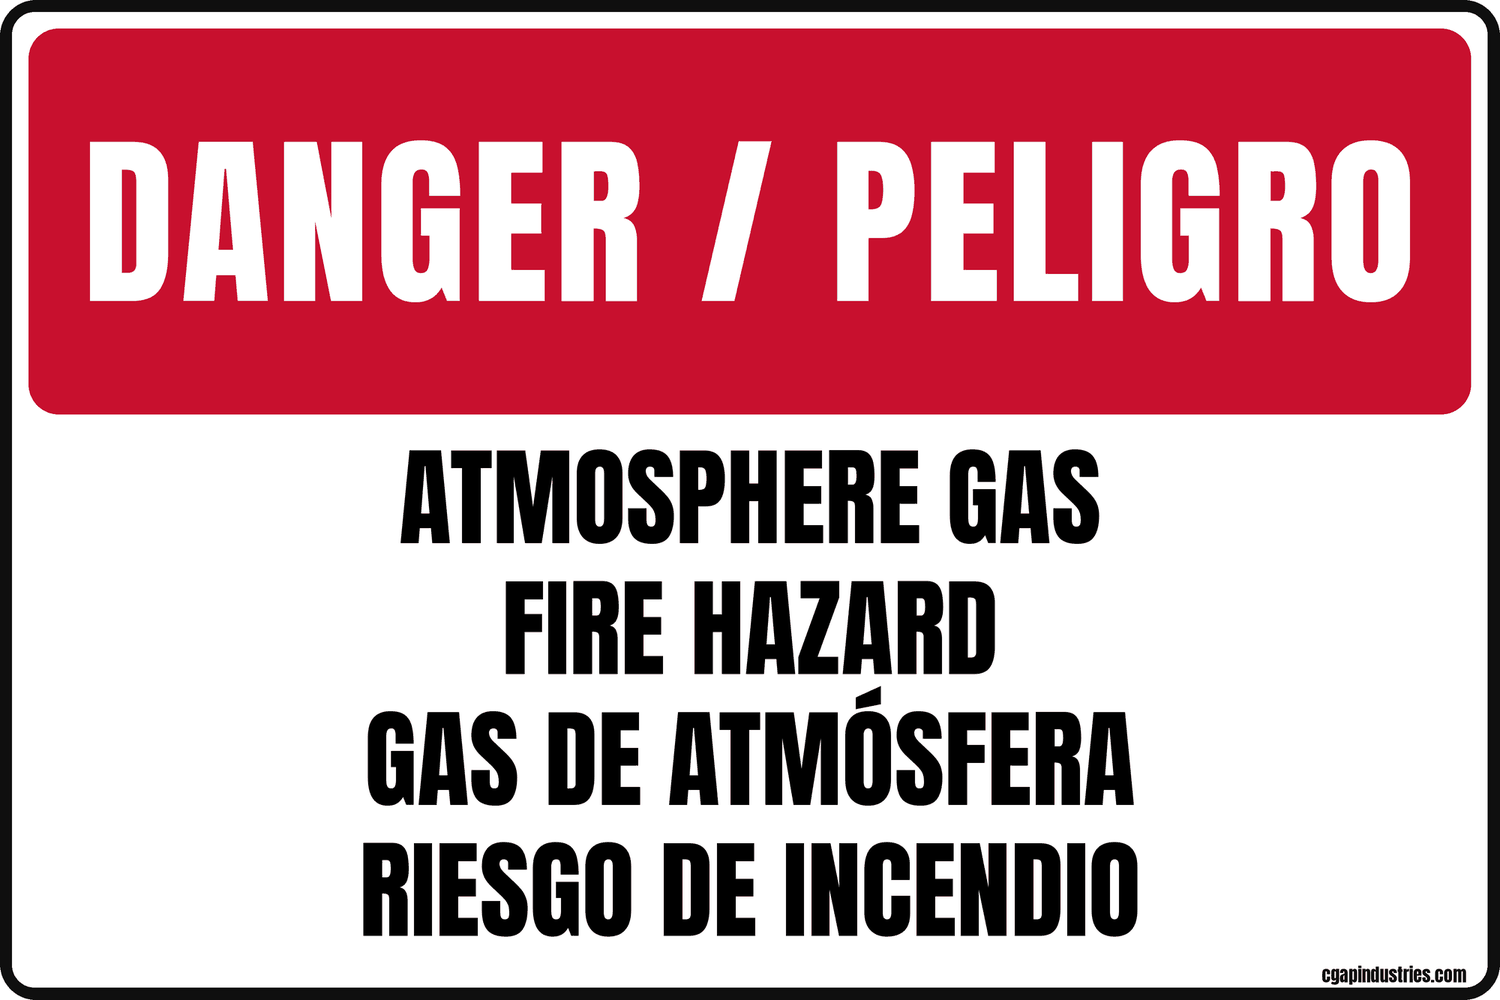 DANGER / PELIGRO
ATMOSPHERE GAS
FIRE HAZARD
GAS DE ATMÓSFERA
RIESGO DE INCENDIO
cgapindustries.com